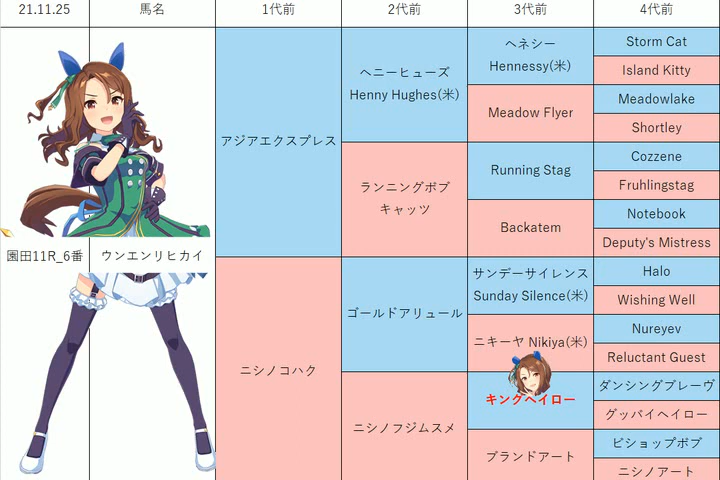 21.11.25 馬名 1代前 2代前 3代前 4代前
園田11R_6番 ウンエンリヒカイ
アジアエクスプレス
ニシノコハク
ヘニーヒューズ
Henny Hughes(米)
ランニングボブ
キャッツ
ゴールドアリュール
ニシノフジムスメ
ヘネシー
Hennessy(米)
Meadow Flyer
Running Stag
Backatem
サンデーサイレンス
Sunday Silence(米)
ニキーヤ Nikiya(米)
キングヘイロー
ブランドアート
Storm Cat
Island Kitty
Meadowlake
Shortley
Cozzene
Fruhlingstag
Notebook
Deputy's Mistress
Halo
Wishing Well
Nureyev
Reluctant Guest
ダンシングブレーヴ
グッバイヘイロー
ビショップボブ
ニシノアート